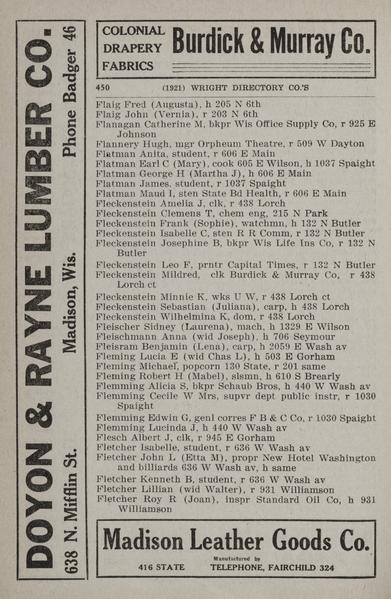 DOYON & RAYNE LUMBER CO.
638 N. Mifflin St. Madison, Wis. Phone Badger 46
COLONIAL
DRAPERY
FABRICS
Burdick & Murray Co.
450 (1921) WRIGHT DIRECTORY CO.'S
Flaig Fred (Augusta), h 205 N 6th
Flaig John (Vernia), r 203 N 6th
Flanagan Catherine M, bkpr Wis Office Supply Co, r 925 E
Johnson
Flannery Hugh, mgr Orpheum Theatre, r 509 W Dayton
Flatman Anita, student, r 606 E Main
Flatman Earl C (Mary), cook 605 E Wilson, h 1037 Spaight
Flatman George H (Martha J), h 606 E Main
Flatman James, student, r 1037 Spaight
Flatman Maud I, sten State Bd Health, r 606 E Main
Fleckenstein Amelia J, clk, r 438 Lorch
Fleckenstein Clemens T, chem eng, 215 N Park
Fleckenstein Frank (Sophie), watchmn, h 132 N Butler
Fleckenstein Isabelle C, sten R R Comm, r 132 N Butler
Fleckenstein Josephine B, bkpr Wis Life Ins Co, r 132 N
Butler
Fleckenstein Leo F, prntr Capital Times, r 132 N Butler
Fleckenstein Mildred, clk Burdick & Murray Co, r 438
Lorch ct
Fleckenstein Minnie K, wks U W, r 438 Lorch ct
Fleckenstein Sebastian (Juliana), carp, h 438 Lorch
Fleckenstein Wilhelmina K, dom, r 438 Lorch
Fleischer Sidney (Laurena), mach, h 1329 E Wilson
Fleischmann Anna (wid Joseph), h 706 Seymour
Fleisram Benjamin (Lena), carp, h 2059 E Wash av
Fleming Lucia E (wid Chas L), h 503 E Gorham
Fleming Michael, popcorn 130 State, r 201 same
Fleming Robert H (Mabel), slsmn, h 610 S Brearly
Flemming Alicia S, bkpr Schaub Bros, h 440 W Wash av
Flemming Cecile W Mrs, supvr dept public instr, r 1030
Spaight
Flemming Edwin G, genl corres F B & C Co, r 1030 Spaight
Flemming Lucinda J, h 440 W Wash av
Flesch Albert J, clk, r 945 E Gorham
Fletcher Isabelle, student, r 636 W Wash av
Fletcher John L (Etta M), propr New Hotel Washington
and billiards 636 W Wash av, h same
Fletcher Kenneth B, student, r 636 W Wash av
Fletcher Lillian (wid Walter), r 931 Williamson
Fletcher Roy R (Joan), inspr Standard Oil Co, h 931
Williamson
Madison Leather Goods Co.
Manufactured by
416 STATE TELEPHONE, FAIRCHILD 324